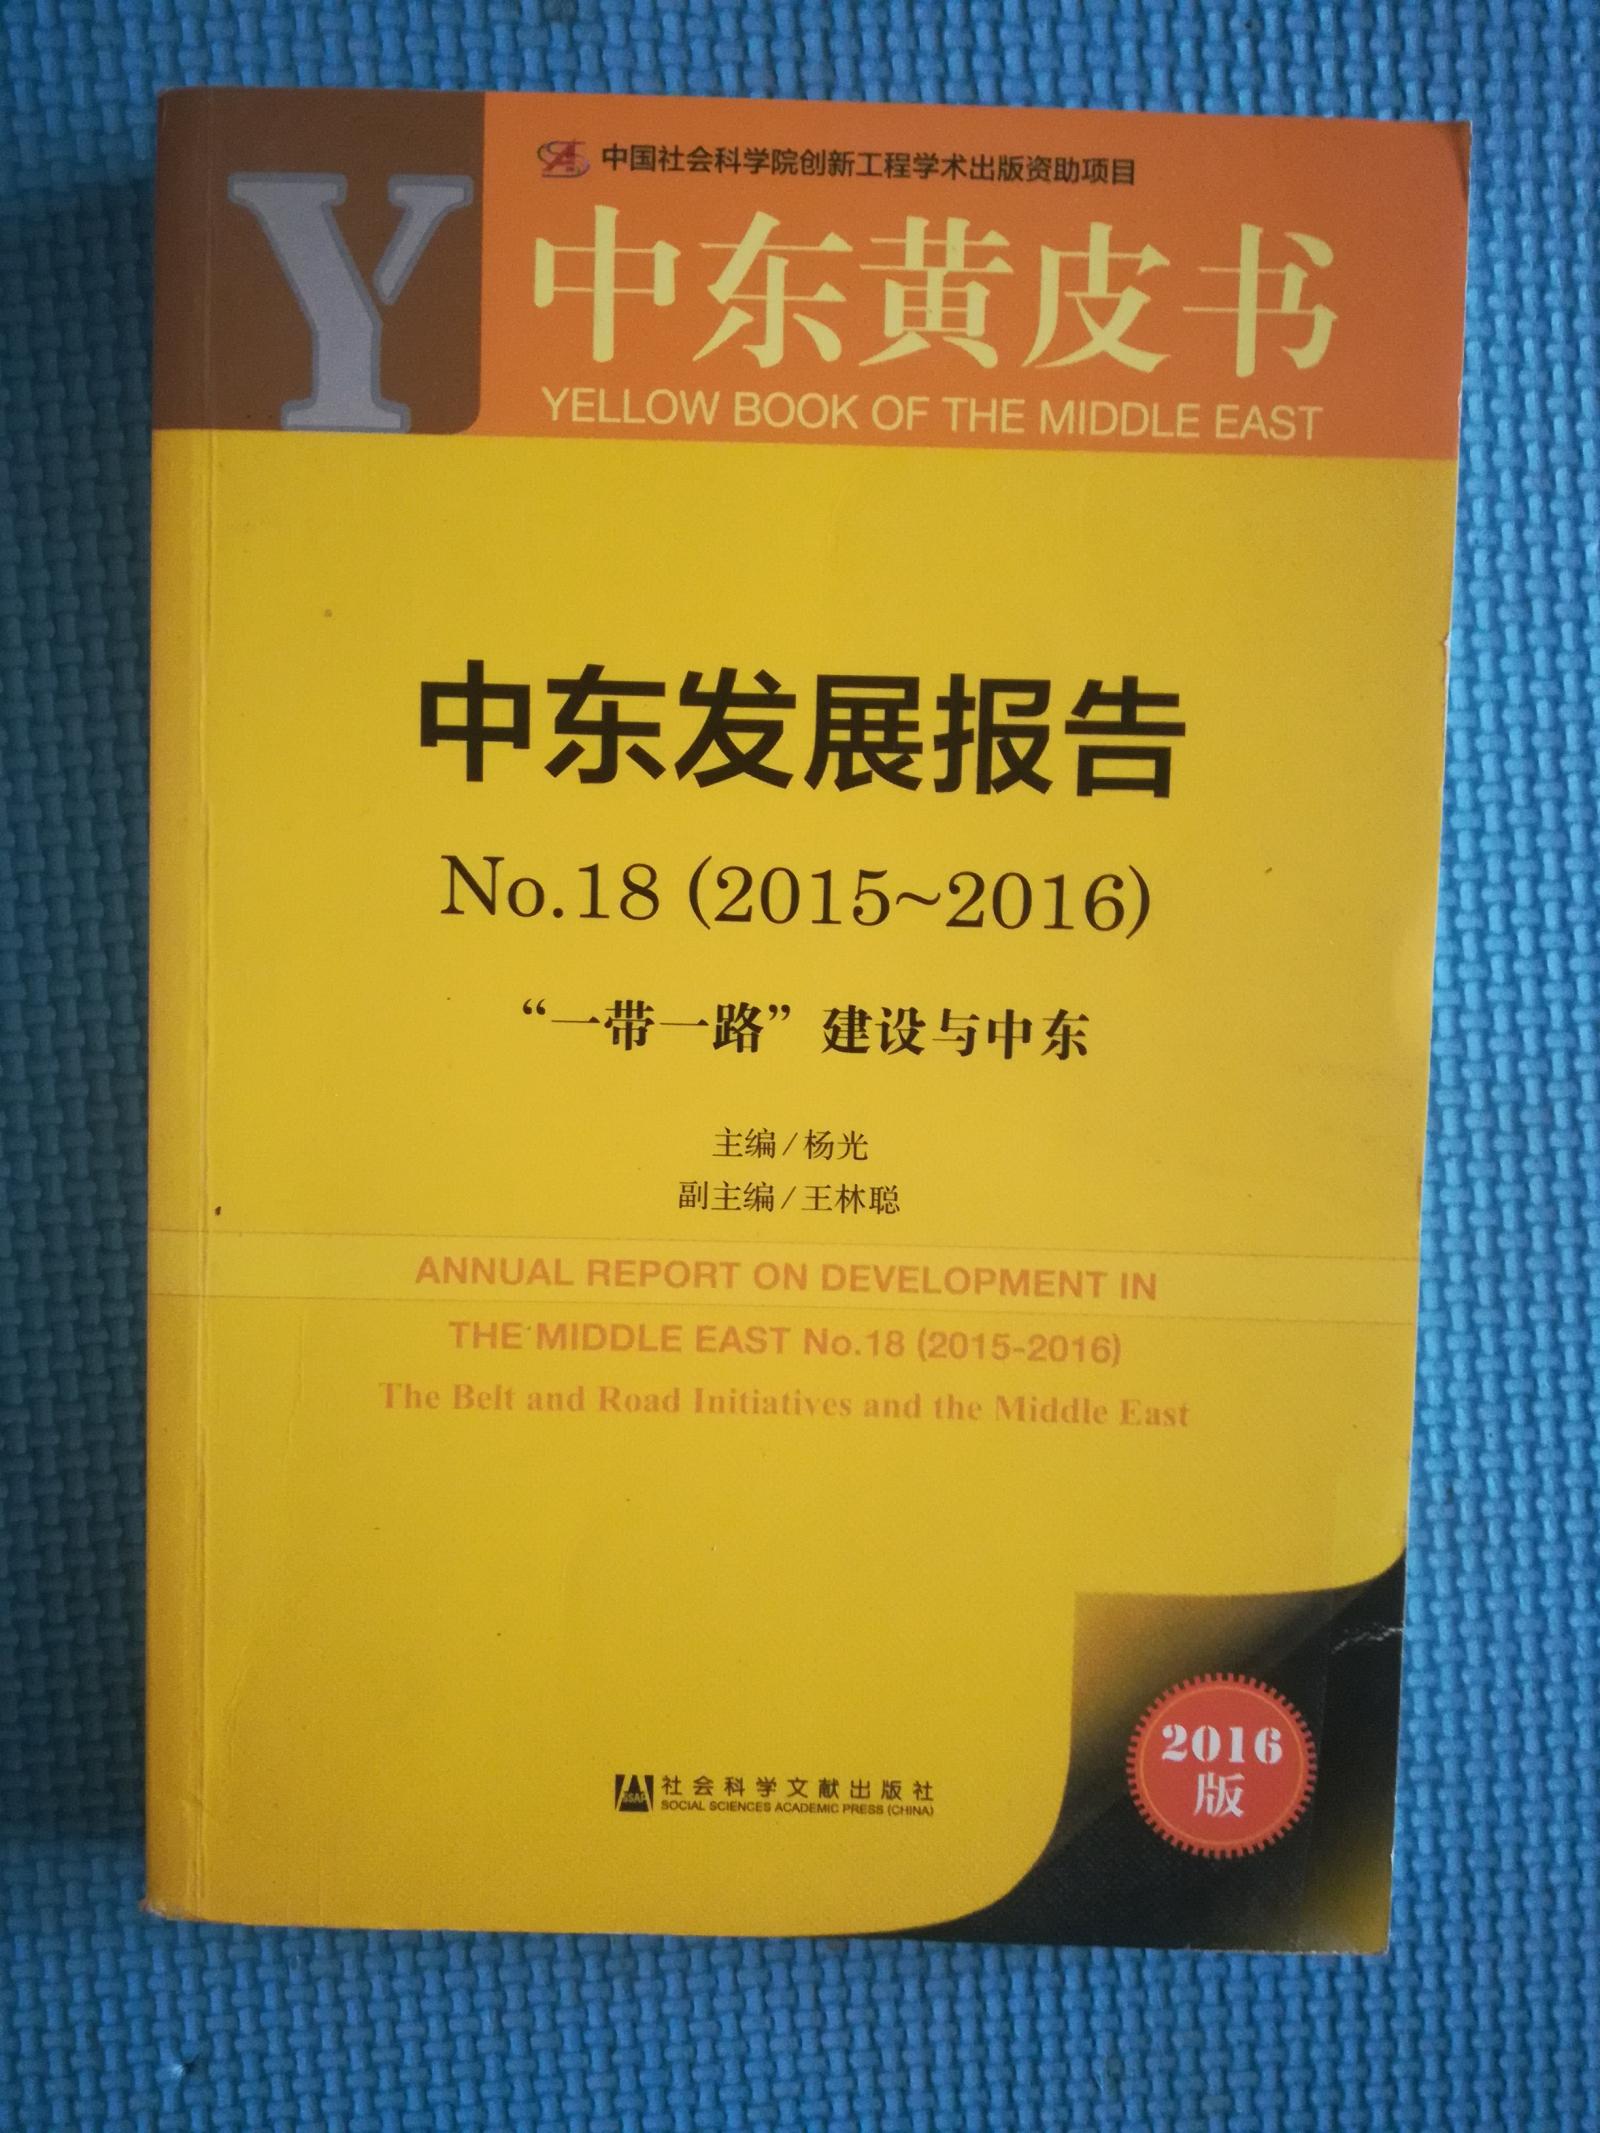 Y
中国社会科学院创新工程学术出版资助项目
中东黄皮书
YELLOW BOOK OF THE MIDDLE EAST
中东发展报告
No.18 (2015~2016)
“一带一路”建设与中东
主编/杨光
副主编/王林聪
ANNUAL REPORT ON DEVELOPMENT IN
THE MIDDLE EAST No.18 (2015-2016)
The Belt and Road Initiatives and the Middle East
2016
版
SSAP
社会科学文献出版社
SOCIAL SCIENCES ACADEMIC PRESS (CHINA)